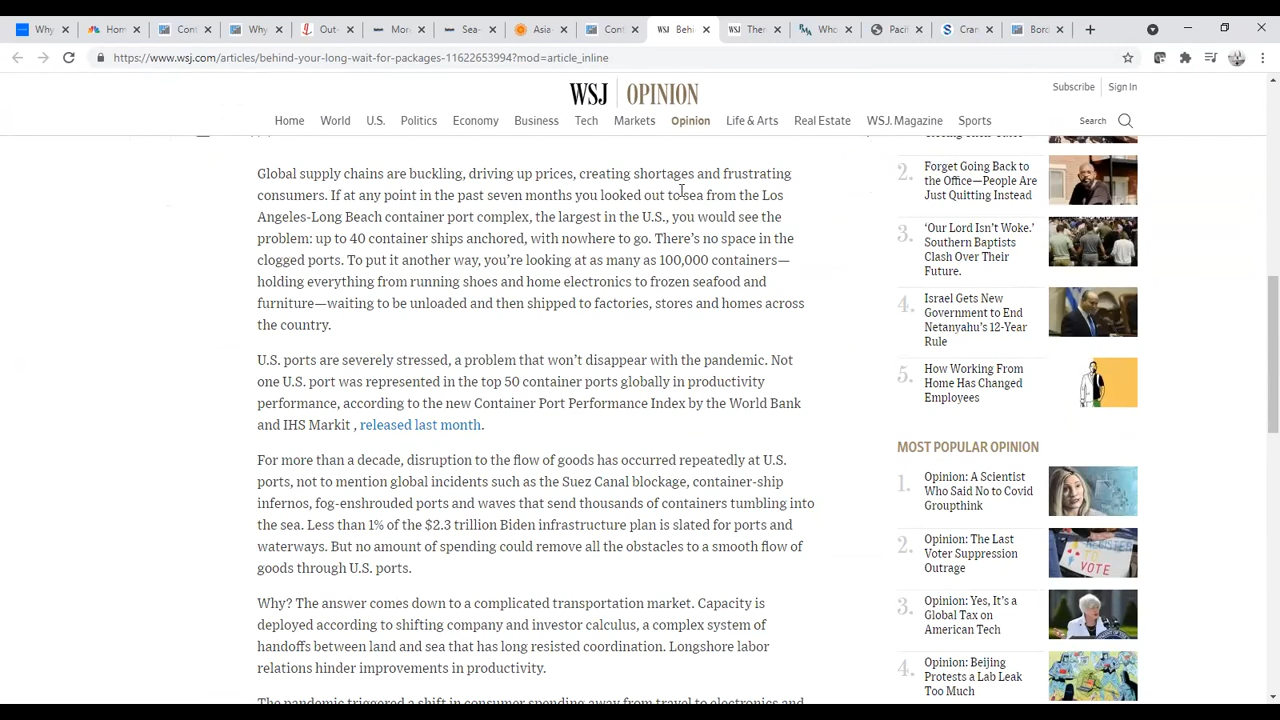 Why
Hom
Cont
Why
Out-
Mor
Sea-
Asia-
Cont
WSJ Behi
WSJ Ther
Who
Pacif
Cran
Bord
https://www.wsj.com/articles/behind-your-long-wait-for-packages-11622653994?mod=article_inline
WSJ OPINION
Subscribe Sign In
Home World U.S. Politics Economy Business Tech Markets Opinion Life & Arts Real Estate WSJ. Magazine Sports Search
Global supply chains are buckling, driving up prices, creating shortages and frustrating
consumers. If at any point in the past seven months you looked out to sea from the Los
Angeles-Long Beach container port complex, the largest in the U.S., you would see the
problem: up to 40 container ships anchored, with nowhere to go. There’s no space in the
clogged ports. To put it another way, you’re looking at as many as 100,000 containers—
holding everything from running shoes and home electronics to frozen seafood and
furniture—waiting to be unloaded and then shipped to factories, stores and homes across
the country.
U.S. ports are severely stressed, a problem that won’t disappear with the pandemic. Not
one U.S. port was represented in the top 50 container ports globally in productivity
performance, according to the new Container Port Performance Index by the World Bank
and IHS Markit , released last month.
For more than a decade, disruption to the flow of goods has occurred repeatedly at U.S.
ports, not to mention global incidents such as the Suez Canal blockage, container-ship
infernos, fog-enshrouded ports and waves that send thousands of containers tumbling into
the sea. Less than 1% of the $2.3 trillion Biden infrastructure plan is slated for ports and
waterways. But no amount of spending could remove all the obstacles to a smooth flow of
goods through U.S. ports.
Why? The answer comes down to a complicated transportation market. Capacity is
deployed according to shifting company and investor calculus, a complex system of
handoffs between land and sea that has long resisted coordination. Longshore labor
relations hinder improvements in productivity.
The pandemic triggered a shift in consumer spending away from travel to electronics and
2. Forget Going Back to
the Office—People Are
Just Quitting Instead
3. ‘Our Lord Isn’t Woke.’
Southern Baptists
Clash Over Their
Future.
4. Israel Gets New
Government to End
Netanyahu's 12-Year
Rule
5. How Working From
Home Has Changed
Employees
MOST POPULAR OPINION
1. Opinion: A Scientist
Who Said No to Covid
Groupthink
2. Opinion: The Last
Voter Suppression
Outrage
3. Opinion: Yes, It’s a
Global Tax on
American Tech
4. Opinion: Beijing
Protests a Lab Leak
Too Much